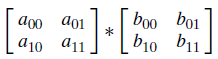 [ a₀₀ a₀₁ ] * [ b₀₀ b₀₁ ]
[ a₁₀ a₁₁ ] [ b₁₀ b₁₁ ]